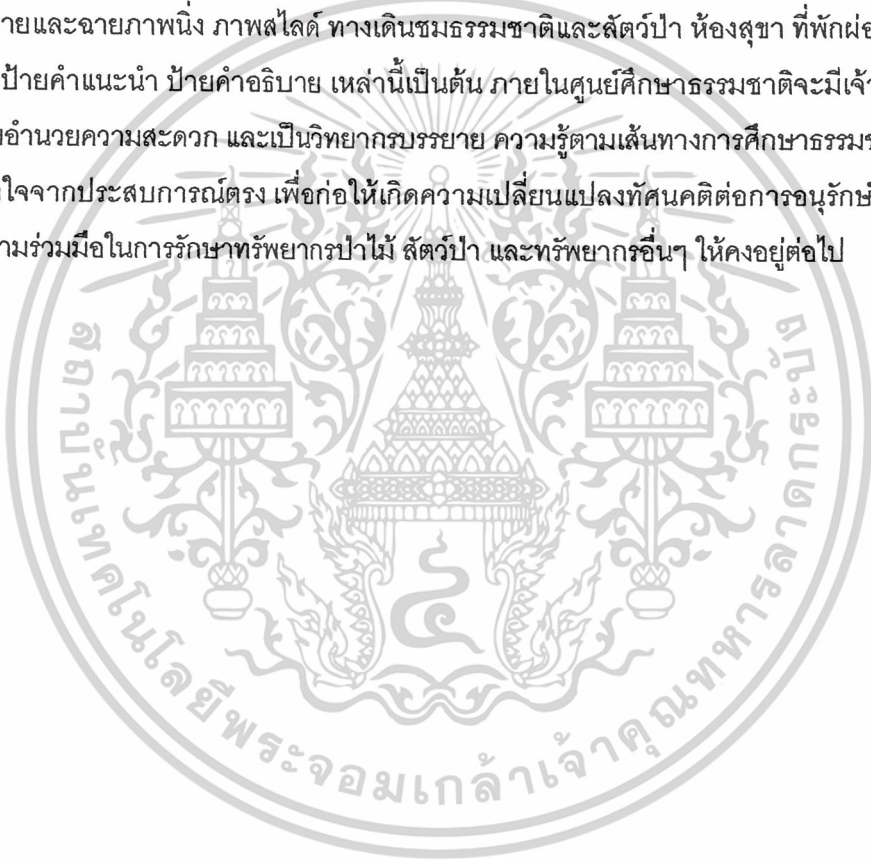 ายและฉายภาพนิ่ง ภาพสไลด์ ทางเดินชมธรรมชาติและสัตว์ป่า ห้องสุขา ที่พักผ่อ
ป้ายคำแนะนำ ป้ายคำอธิบาย เหล่านี้เป็นต้น ภายในศูนย์ศึกษาธรรมชาติจะมีเจ้า
อำนวยความสะดวก และเป็นวิทยากรบรรยาย ความรู้ตามเส้นทางการศึกษาธรรมช
ใจจากประสบการณ์ตรง เพื่อก่อให้เกิดความเปลี่ยนแปลงทัศนคติต่อการอนุรักษ์
ามร่วมมือในการรักษาทรัพยากรป่าไม้ สัตว์ป่า และทรัพยากรอื่นๆ ให้คงอยู่ต่อไป
สถาบันเทคโนโลยีพระจอมเกล้าเจ้าคุณทหารลาดกระบัง